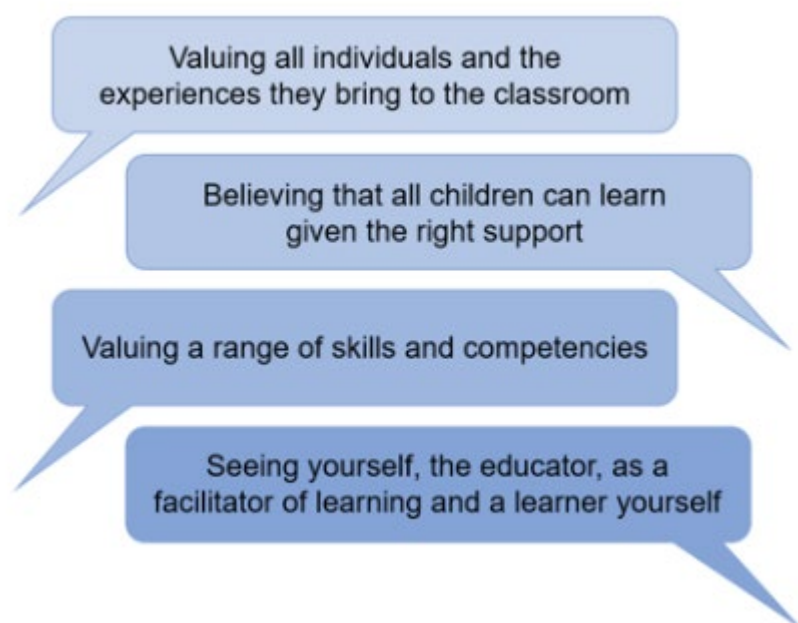 Valuing all individuals and the
experiences they bring to the classroom
Believing that all children can learn
given the right support
Valuing a range of skills and competencies
Seeing yourself, the educator, as a
facilitator of learning and a learner yourself